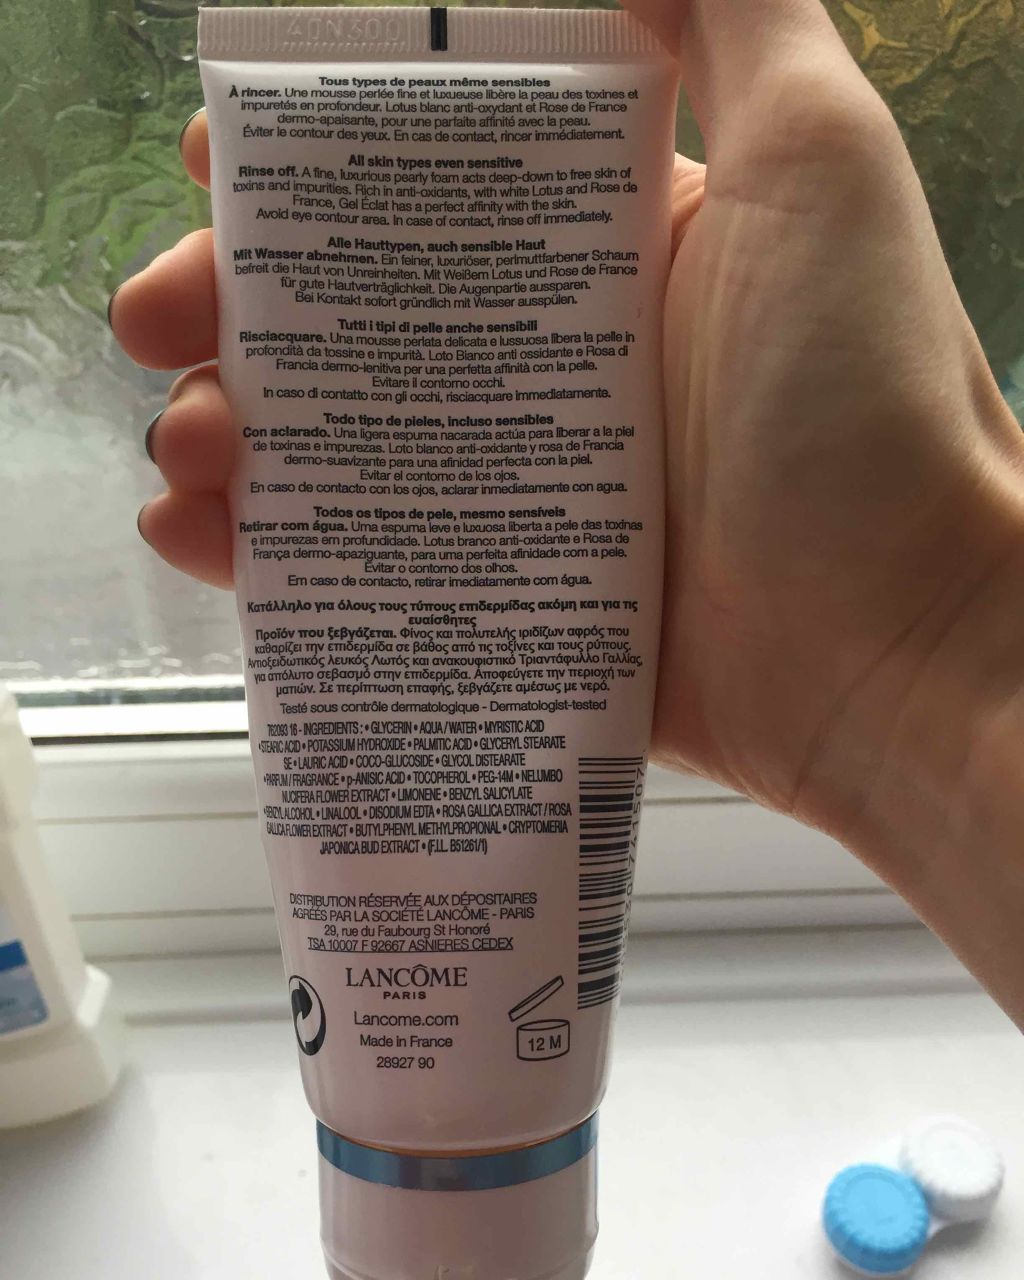 40N300
Tous types de peaux même sensibles
À rincer. Une mousse perlée fine et luxueuse libère la peau des toxines et
impuretés en profondeur. Lotus blanc anti-oxydant et Rose de France
dermo-apaisante, pour une parfaite affinité avec la peau.
Éviter le contour des yeux. En cas de contact, rincer immédiatement.
All skin types even sensitive
Rinse off. A fine, luxurious pearly foam acts deep-down to free skin of
toxins and impurities. Rich in anti-oxidants, with white Lotus and Rose de
France, Gel Éclat has a perfect affinity with the skin.
Avoid eye contour area. In case of contact, rinse off immediately.
Alle Hauttypen, auch sensible Haut
Mit Wasser abnehmen. Ein feiner, luxuriöser, perlmuttfarbener Schaum
befreit die Haut von Unreinheiten. Mit Weißem Lotus und Rose de France
für gute Hautverträglichkeit. Die Augenpartie aussparen.
Bei Kontakt sofort gründlich mit Wasser ausspülen.
Tutti i tipi di pelle anche sensibili
Risciacquare. Una mousse perlata delicata e lussuosa libera la pelle in
profondità da tossine e impurità. Loto Bianco anti ossidante e Rosa di
Francia dermo-lenitiva per una perfetta affinità con la pelle.
Evitare il contorno occhi.
In caso di contatto con gli occhi, risciacquare immediatamente.
Todo tipo de pieles, incluso sensibles
Con aclarado. Una ligera espuma nacarada actúa para liberar a la piel
de toxinas e impurezas. Loto blanco anti-oxidante y rosa de Francia
dermo-suavizante para una afinidad perfecta con la piel.
Evitar el contorno de los ojos.
En caso de contacto con los ojos, aclarar inmediatamente con agua.
Todos os tipos de pele, mesmo sensíveis
Retirar com água. Uma espuma leve e luxuosa liberta a pele das toxinas
e impurezas em profundidade. Lotus branco anti-oxidante e Rosa de
França dermo-apaziguante, para uma perfeita afinidade com a pele.
Evitar o contorno dos olhos.
Em caso de contacto, retirar imediatamente com água.
Κατάλληλο για όλους τους τύπους επιδερμίδας ακόμη και για τις
ευαίσθητες
Προϊόν που ξεβγάζεται. Φίνος και πολυτελής ιριδίζων αφρός που
καθαρίζει την επιδερμίδα σε βάθος από τις τοξίνες και τους ρύπους.
Αντιοξειδωτικός λευκός Λωτός και ανακουφιστικό Τριαντάφυλλο Γαλλίας,
για απόλυτο σεβασμό στην επιδερμίδα. Αποφεύγετε την περιοχή των
ματιών. Σε περίπτωση επαφής, ξεβγάζετε αμέσως με νερό.
Testé sous contrôle dermatologique - Dermatologist-tested
762093 16 - INGREDIENTS : • GLYCERIN • AQUA / WATER • MYRISTIC ACID
• STEARIC ACID • POTASSIUM HYDROXIDE • PALMITIC ACID • GLYCERYL STEARATE
SE • LAURIC ACID • COCO-GLUCOSIDE • GLYCOL DISTEARATE
• PARFUM / FRAGRANCE • p-ANISIC ACID • TOCOPHEROL • PEG-14M • NELUMBO
NUCIFERA FLOWER EXTRACT • LIMONENE • BENZYL SALICYLATE
• BENZYL ALCOHOL • LINALOOL • DISODIUM EDTA • ROSA GALLICA EXTRACT / ROSA
GALLICA FLOWER EXTRACT • BUTYLPHENYL METHYLPROPIONAL • CRYPTOMERIA
JAPONICA BUD EXTRACT • (F.I.L. B51261/1)
DISTRIBUTION RÉSERVÉE AUX DÉPOSITAIRES
AGRÉÉS PAR LA SOCIÉTÉ LANCÔME - PARIS
29, rue du Faubourg St Honoré
TSA 10007 F 92667 ASNIERES CEDEX
LANCÔME
PARIS
Lancome.com
Made in France
28927 90
12 M